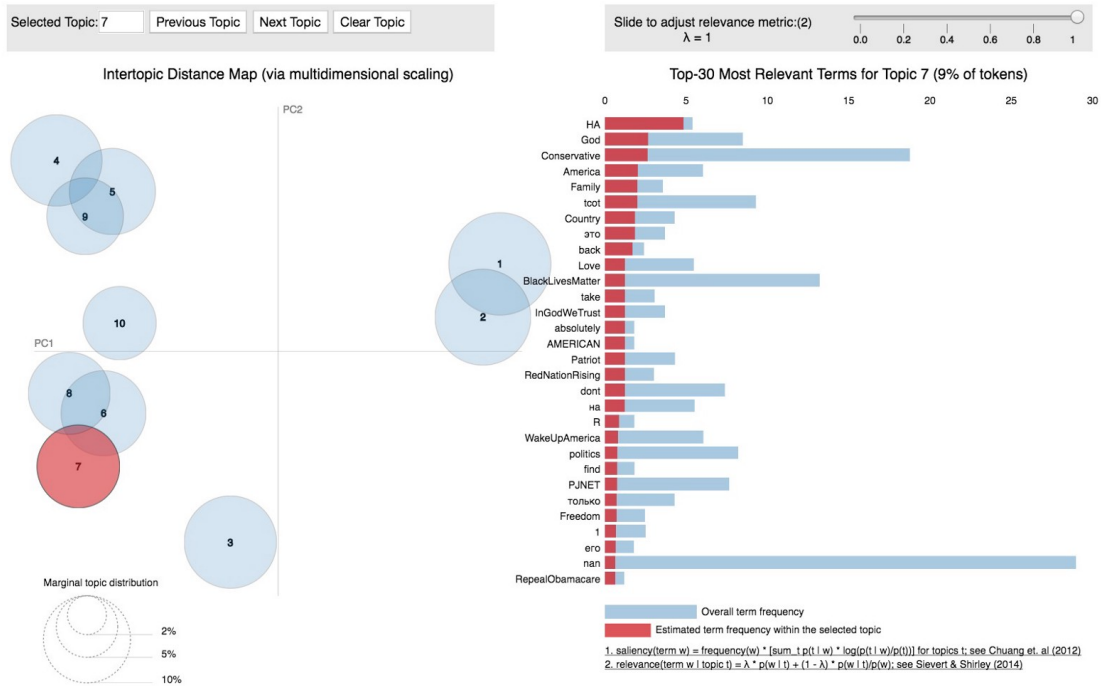 Selected Topic: 7 Previous Topic Next Topic Clear Topic
Slide to adjust relevance metric:(2)
λ = 1
0.0 0.2 0.4 0.6 0.8 1
Intertopic Distance Map (via multidimensional scaling)
PC2
PC1
4
5
9
1
2
10
8
6
7
3
Marginal topic distribution
2%
5%
10%
Top-30 Most Relevant Terms for Topic 7 (9% of tokens)
0 5 10 15 20 25 30
HA
God
Conservative
America
Family
tcot
Country
это
back
Love
BlackLivesMatter
take
InGodWeTrust
absolutely
AMERICAN
Patriot
RedNationRising
dont
на
R
WakeUpAmerica
politics
find
PJNET
только
Freedom
1
его
nan
RepealObamacare
Overall term frequency
Estimated term frequency within the selected topic
1. saliency(term w) = frequency(w) * [sum_t p(t | w) * log(p(t | w)/p(t))] for topics t; see Chuang et. al (2012)
2. relevance(term w | topic t) = λ * p(w | t) + (1 - λ) * p(w | t)/p(w); see Sievert & Shirley (2014)